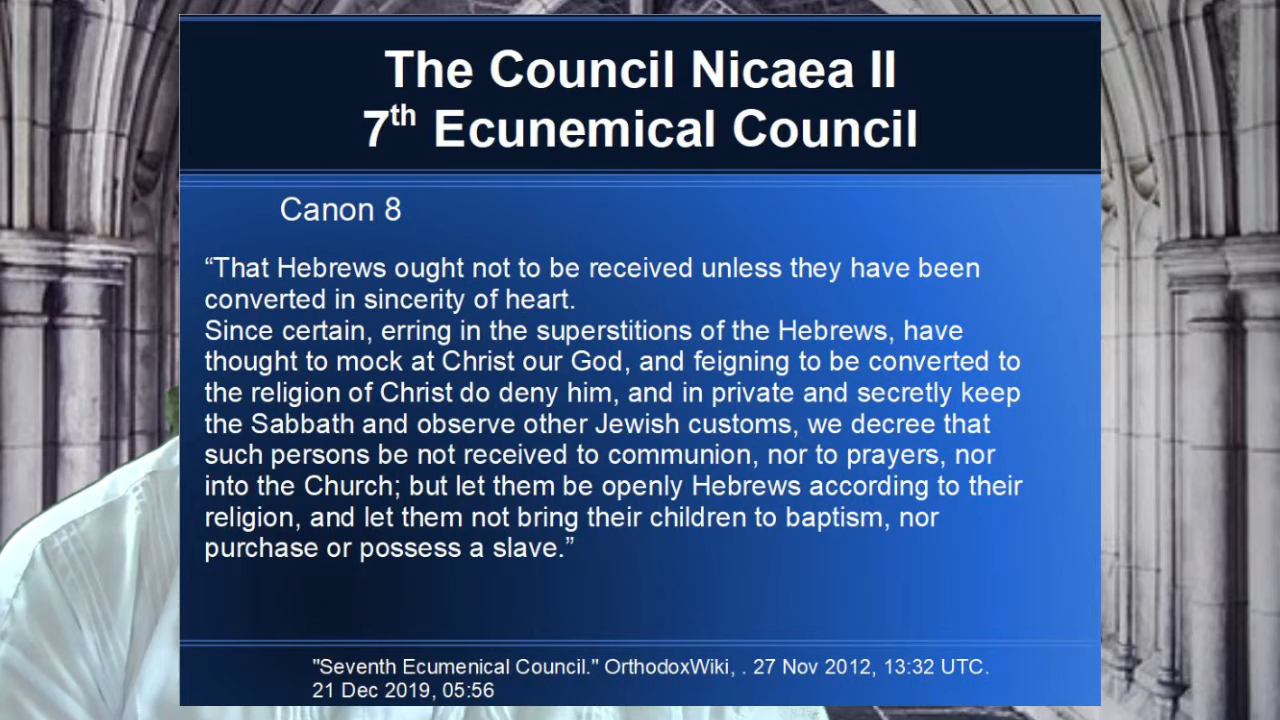 The Council Nicaea II
7th Ecunemical Council
Canon 8
“That Hebrews ought not to be received unless they have been
converted in sincerity of heart.
Since certain, erring in the superstitions of the Hebrews, have
thought to mock at Christ our God, and feigning to be converted to
the religion of Christ do deny him, and in private and secretly keep
the Sabbath and observe other Jewish customs, we decree that
such persons be not received to communion, nor to prayers, nor
into the Church; but let them be openly Hebrews according to their
religion, and let them not bring their children to baptism, nor
purchase or possess a slave.”
"Seventh Ecumenical Council." OrthodoxWiki, . 27 Nov 2012, 13:32 UTC.
21 Dec 2019, 05:56